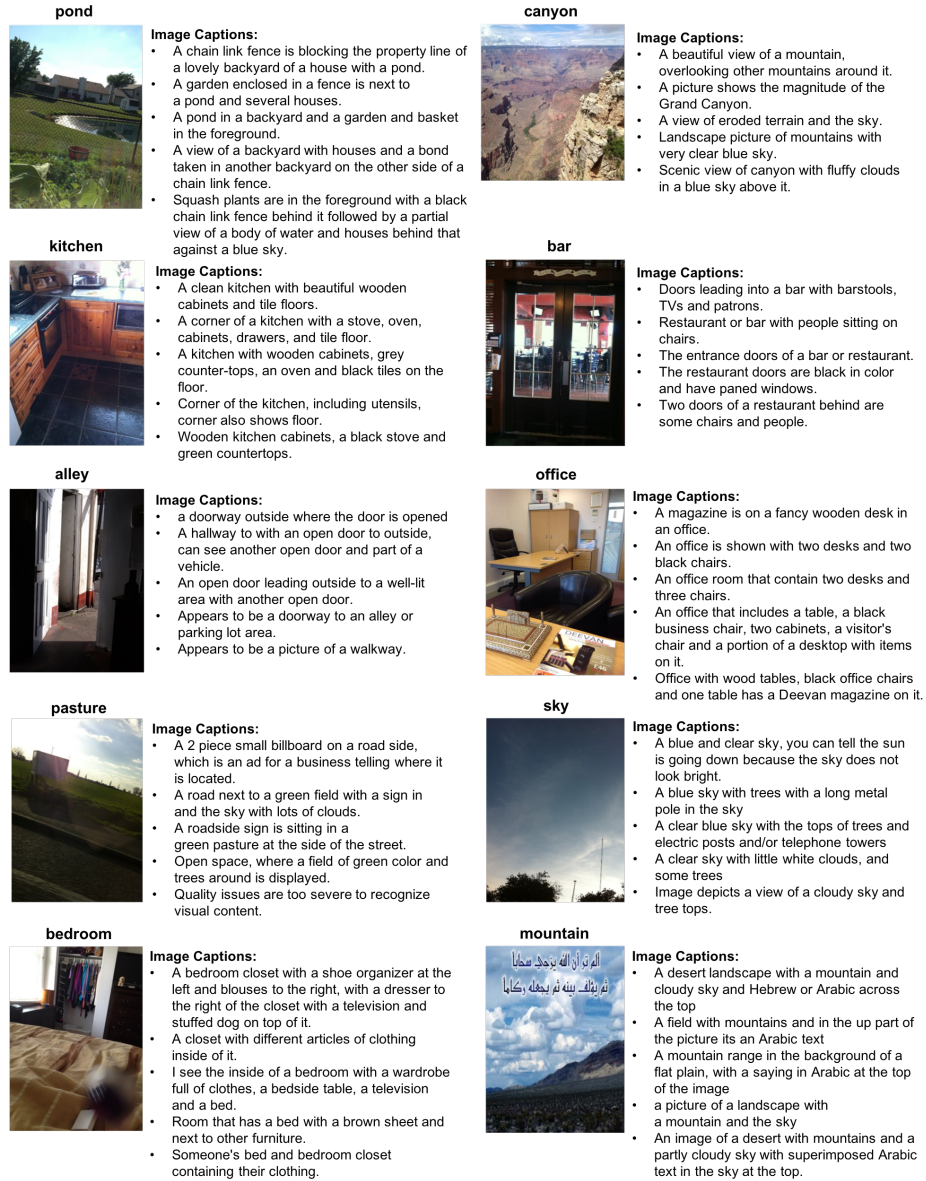 pond
Image Captions:
• A chain link fence is blocking the property line of
a lovely backyard of a house with a pond.
• A garden enclosed in a fence is next to
a pond and several houses.
• A pond in a backyard and a garden and basket
in the foreground.
• A view of a backyard with houses and a bond
taken in another backyard on the other side of a
chain link fence.
• Squash plants are in the foreground with a black
chain link fence behind it followed by a partial
view of a body of water and houses behind that
against a blue sky.
canyon
Image Captions:
• A beautiful view of a mountain,
overlooking other mountains around it.
• A picture shows the magnitude of the
Grand Canyon.
• A view of eroded terrain and the sky.
• Landscape picture of mountains with
very clear blue sky.
• Scenic view of canyon with fluffy clouds
in a blue sky above it.
kitchen
Image Captions:
• A clean kitchen with beautiful wooden
cabinets and tile floors.
• A corner of a kitchen with a stove, oven,
cabinets, drawers, and tile floor.
• A kitchen with wooden cabinets, grey
counter-tops, an oven and black tiles on the
floor.
• Corner of the kitchen, including utensils,
corner also shows floor.
• Wooden kitchen cabinets, a black stove and
green countertops.
bar
Image Captions:
• Doors leading into a bar with barstools,
TVs and patrons.
• Restaurant or bar with people sitting on
chairs.
• The entrance doors of a bar or restaurant.
• The restaurant doors are black in color
and have paned windows.
• Two doors of a restaurant behind are
some chairs and people.
alley
Image Captions:
• a doorway outside where the door is opened
• A hallway to with an open door to outside,
can see another open door and part of a
vehicle.
• An open door leading outside to a well-lit
area with another open door.
• Appears to be a doorway to an alley or
parking lot area.
• Appears to be a picture of a walkway.
office
DEEVAN
Image Captions:
• A magazine is on a fancy wooden desk in
an office.
• An office is shown with two desks and two
black chairs.
• An office room that contain two desks and
three chairs.
• An office that includes a table, a black
business chair, two cabinets, a visitor's
chair and a portion of a desktop with items
on it.
• Office with wood tables, black office chairs
and one table has a Deevan magazine on it.
pasture
Image Captions:
• A 2 piece small billboard on a road side,
which is an ad for a business telling where it
is located.
• A road next to a green field with a sign in
and the sky with lots of clouds.
• A roadside sign is sitting in a
green pasture at the side of the street.
• Open space, where a field of green color and
trees around is displayed.
• Quality issues are too severe to recognize
visual content.
sky
Image Captions:
• A blue and clear sky, you can tell the sun
is going down because the sky does not
look bright.
• A blue sky with trees with a long metal
pole in the sky
• A clear blue sky with the tops of trees and
electric posts and/or telephone towers
• A clear sky with little white clouds, and
some trees
• Image depicts a view of a cloudy sky and
tree tops.
bedroom
Image Captions:
• A bedroom closet with a shoe organizer at the
left and blouses to the right, with a dresser to
the right of the closet with a television and
stuffed dog on top of it.
• A closet with different articles of clothing
inside of it.
• I see the inside of a bedroom with a wardrobe
full of clothes, a bedside table, a television
and a bed.
• Room that has a bed with a brown sheet and
next to other furniture.
• Someone's bed and bedroom closet
containing their clothing.
mountain
ألم تر أن الله يزجي سحاباً
ثم يؤلف بينه ثم يجعله ركاماً
Image Captions:
• A desert landscape with a mountain and
cloudy sky and Hebrew or Arabic across
the top
• A field with mountains and in the up part of
the picture its an Arabic text
• A mountain range in the background of a
flat plain, with a saying in Arabic at the top
of the image
• a picture of a landscape with
a mountain and the sky
• An image of a desert with mountains and a
partly cloudy sky with superimposed Arabic
text in the sky at the top.